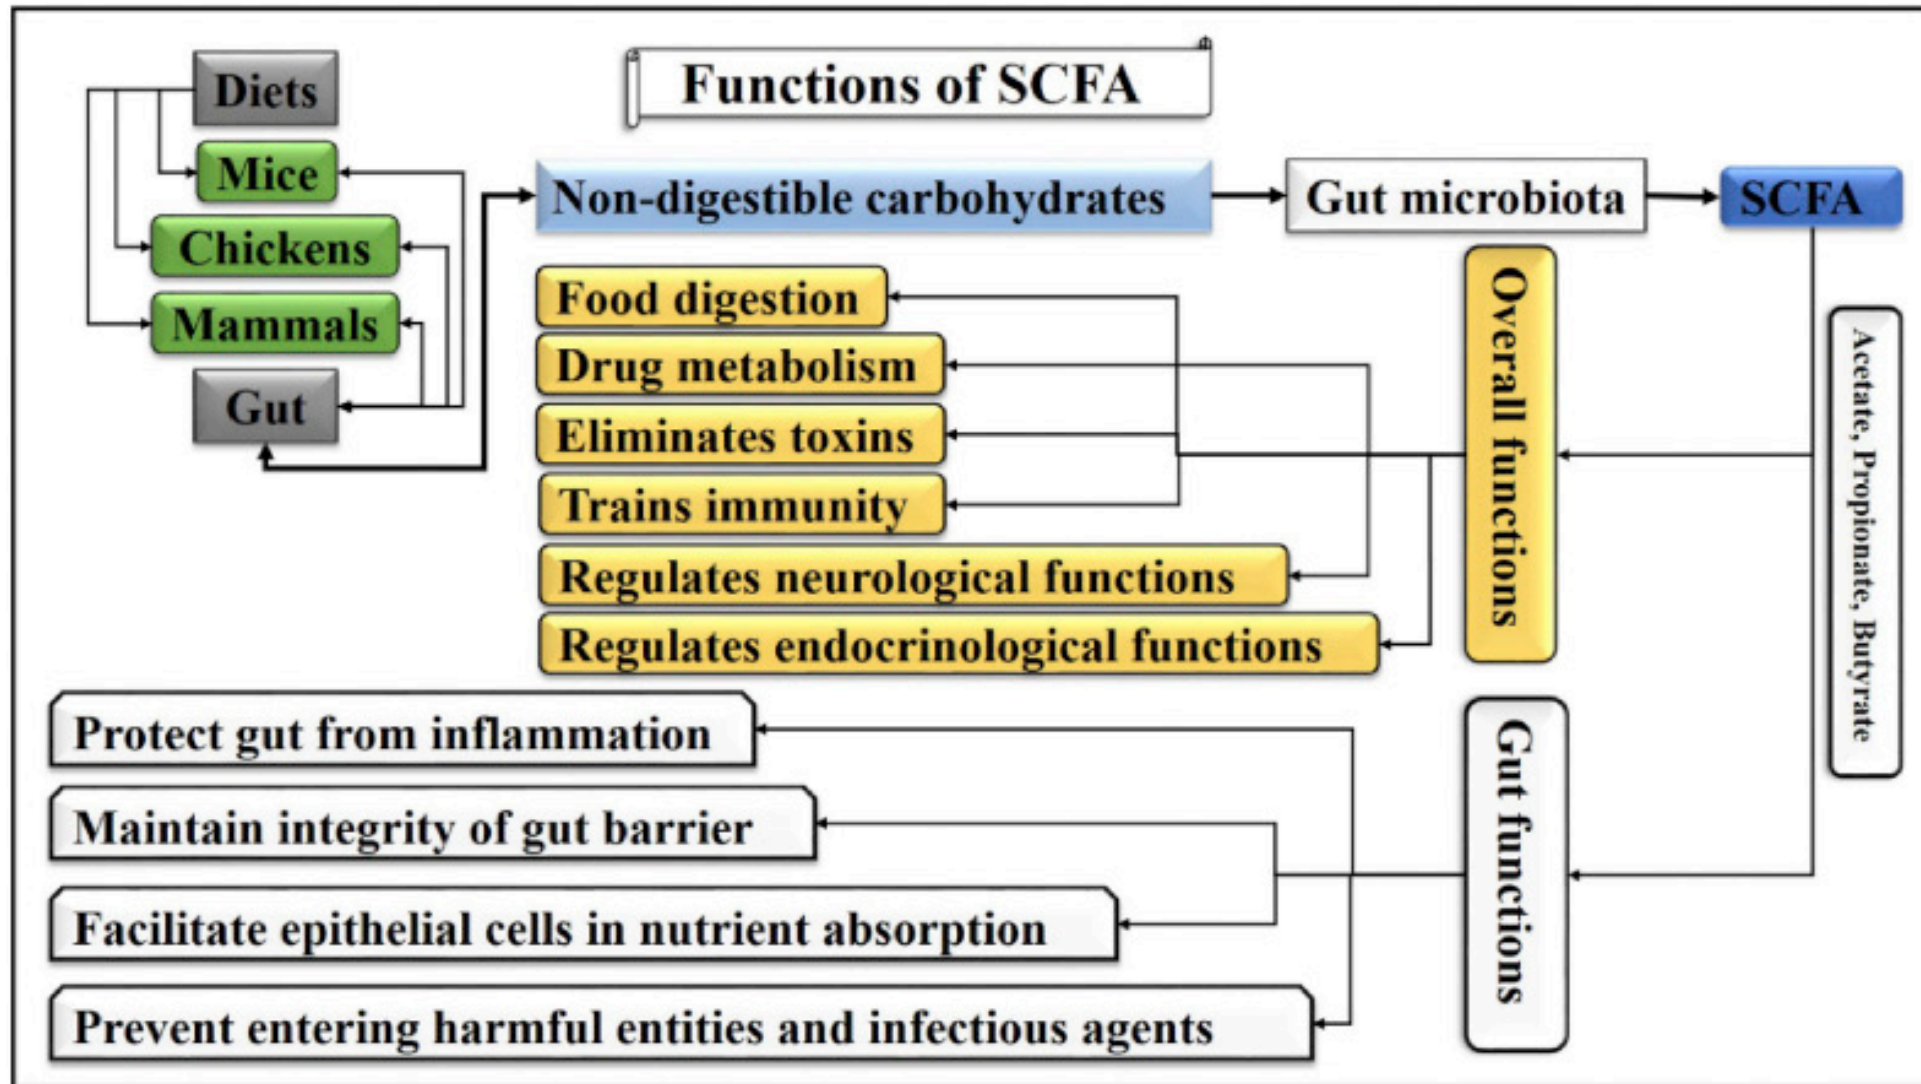 Functions of SCFA
Diets
Mice
Chickens
Mammals
Gut
Non-digestible carbohydrates
Gut microbiota
SCFA
Acetate, Propionate, Butyrate
Overall functions
Food digestion
Drug metabolism
Eliminates toxins
Trains immunity
Regulates neurological functions
Regulates endocrinological functions
Gut functions
Protect gut from inflammation
Maintain integrity of gut barrier
Facilitate epithelial cells in nutrient absorption
Prevent entering harmful entities and infectious agents